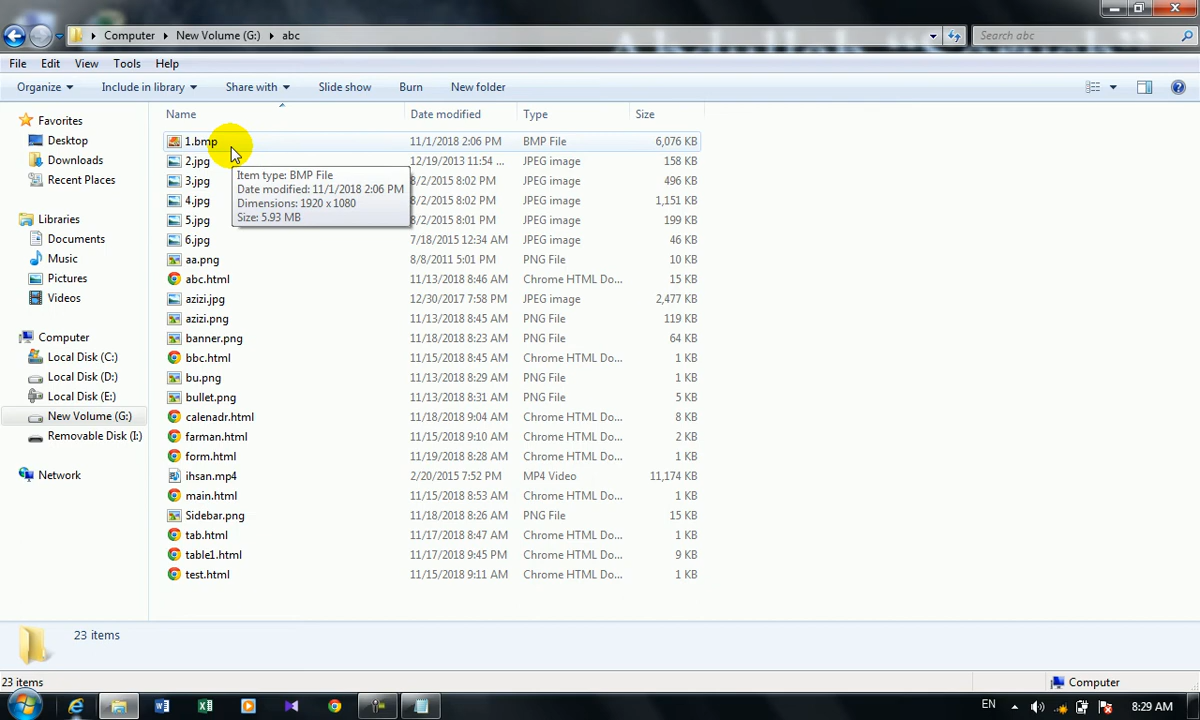 Computer ▸ New Volume (G:) ▸ abc
Search abc
File Edit View Tools Help
Organize Include in library Share with Slide show Burn New folder
Name Date modified Type Size
1.bmp 11/1/2018 2:06 PM BMP File 6,076 KB
2.jpg 12/19/2013 11:54 ... JPEG image 158 KB
3.jpg 8/2/2015 8:02 PM JPEG image 496 KB
4.jpg 8/2/2015 8:02 PM JPEG image 1,151 KB
5.jpg 8/2/2015 8:01 PM JPEG image 199 KB
6.jpg 7/18/2015 12:34 AM JPEG image 46 KB
aa.png 8/8/2011 5:01 PM PNG File 10 KB
abc.html 11/13/2018 8:46 AM Chrome HTML Do... 15 KB
azizi.jpg 12/30/2017 7:58 PM JPEG image 2,477 KB
azizi.png 11/13/2018 8:45 AM PNG File 119 KB
banner.png 11/18/2018 8:23 AM PNG File 64 KB
bbc.html 11/15/2018 8:45 AM Chrome HTML Do... 1 KB
bu.png 11/13/2018 8:29 AM PNG File 1 KB
bullet.png 11/13/2018 8:31 AM PNG File 5 KB
calenadr.html 11/18/2018 9:04 AM Chrome HTML Do... 8 KB
farman.html 11/15/2018 9:10 AM Chrome HTML Do... 2 KB
form.html 11/19/2018 8:28 AM Chrome HTML Do... 1 KB
ihsan.mp4 2/20/2015 7:52 PM MP4 Video 11,174 KB
main.html 11/15/2018 8:53 AM Chrome HTML Do... 1 KB
Sidebar.png 11/18/2018 8:26 AM PNG File 15 KB
tab.html 11/17/2018 8:47 AM Chrome HTML Do... 1 KB
table1.html 11/17/2018 9:45 PM Chrome HTML Do... 9 KB
test.html 11/15/2018 9:11 AM Chrome HTML Do... 1 KB
Item type: BMP File
Date modified: 11/1/2018 2:06 PM
Dimensions: 1920 x 1080
Size: 5.93 MB
Favorites
Desktop
Downloads
Recent Places
Libraries
Documents
Music
Pictures
Videos
Computer
Local Disk (C:)
Local Disk (D:)
Local Disk (E:)
New Volume (G:)
Removable Disk (I:)
Network
23 items
23 items Computer
EN 8:29 AM